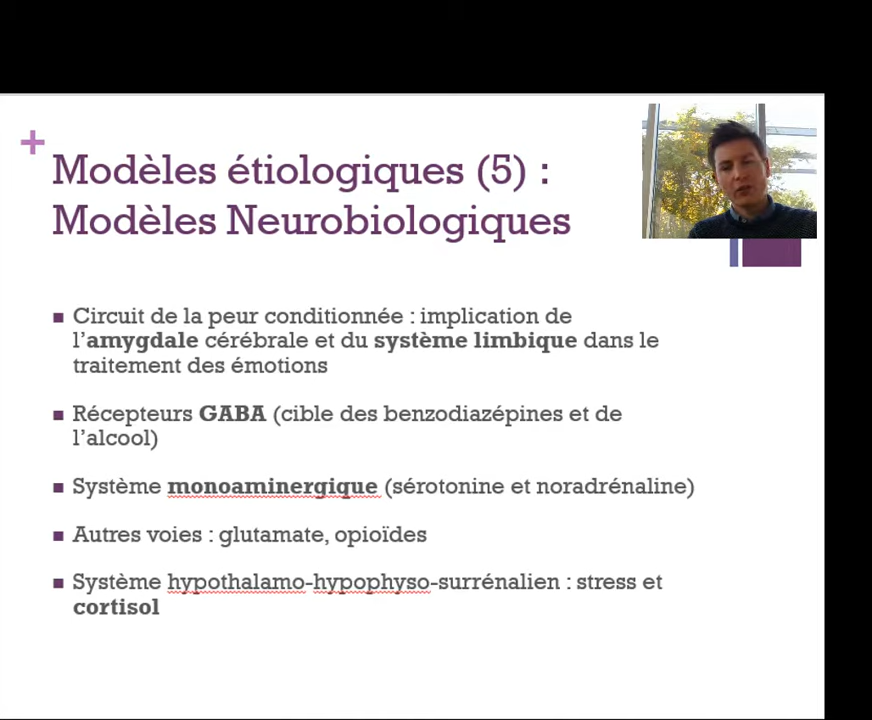 Modèles étiologiques (5) :
Modèles Neurobiologiques
Circuit de la peur conditionnée : implication de
l’amygdale cérébrale et du système limbique dans le
traitement des émotions
Récepteurs GABA (cible des benzodiazépines et de
l’alcool)
Système monoaminergique (sérotonine et noradrénaline)
Autres voies : glutamate, opioïdes
Système hypothalamo-hypophyso-surrénalien : stress et
cortisol